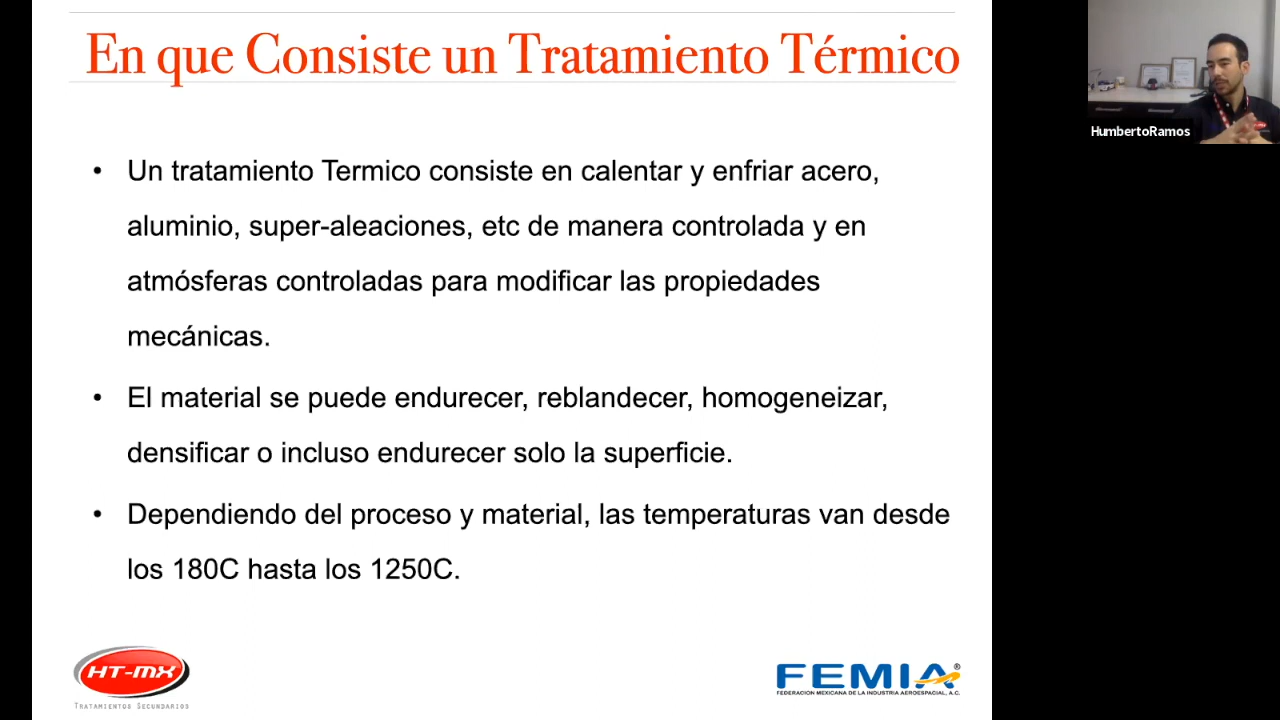 En que Consiste un Tratamiento Térmico
HumbertoRamos
• Un tratamiento Termico consiste en calentar y enfriar acero,
aluminio, super-aleaciones, etc de manera controlada y en
atmósferas controladas para modificar las propiedades
mecánicas.
• El material se puede endurecer, reblandecer, homogeneizar,
densificar o incluso endurecer solo la superficie.
• Dependiendo del proceso y material, las temperaturas van desde
los 180C hasta los 1250C.
HT-MX
Tratamientos Secundarios
FEMIA®
FEDERACIÓN MEXICANA DE LA INDUSTRIA AEROESPACIAL, A.C.